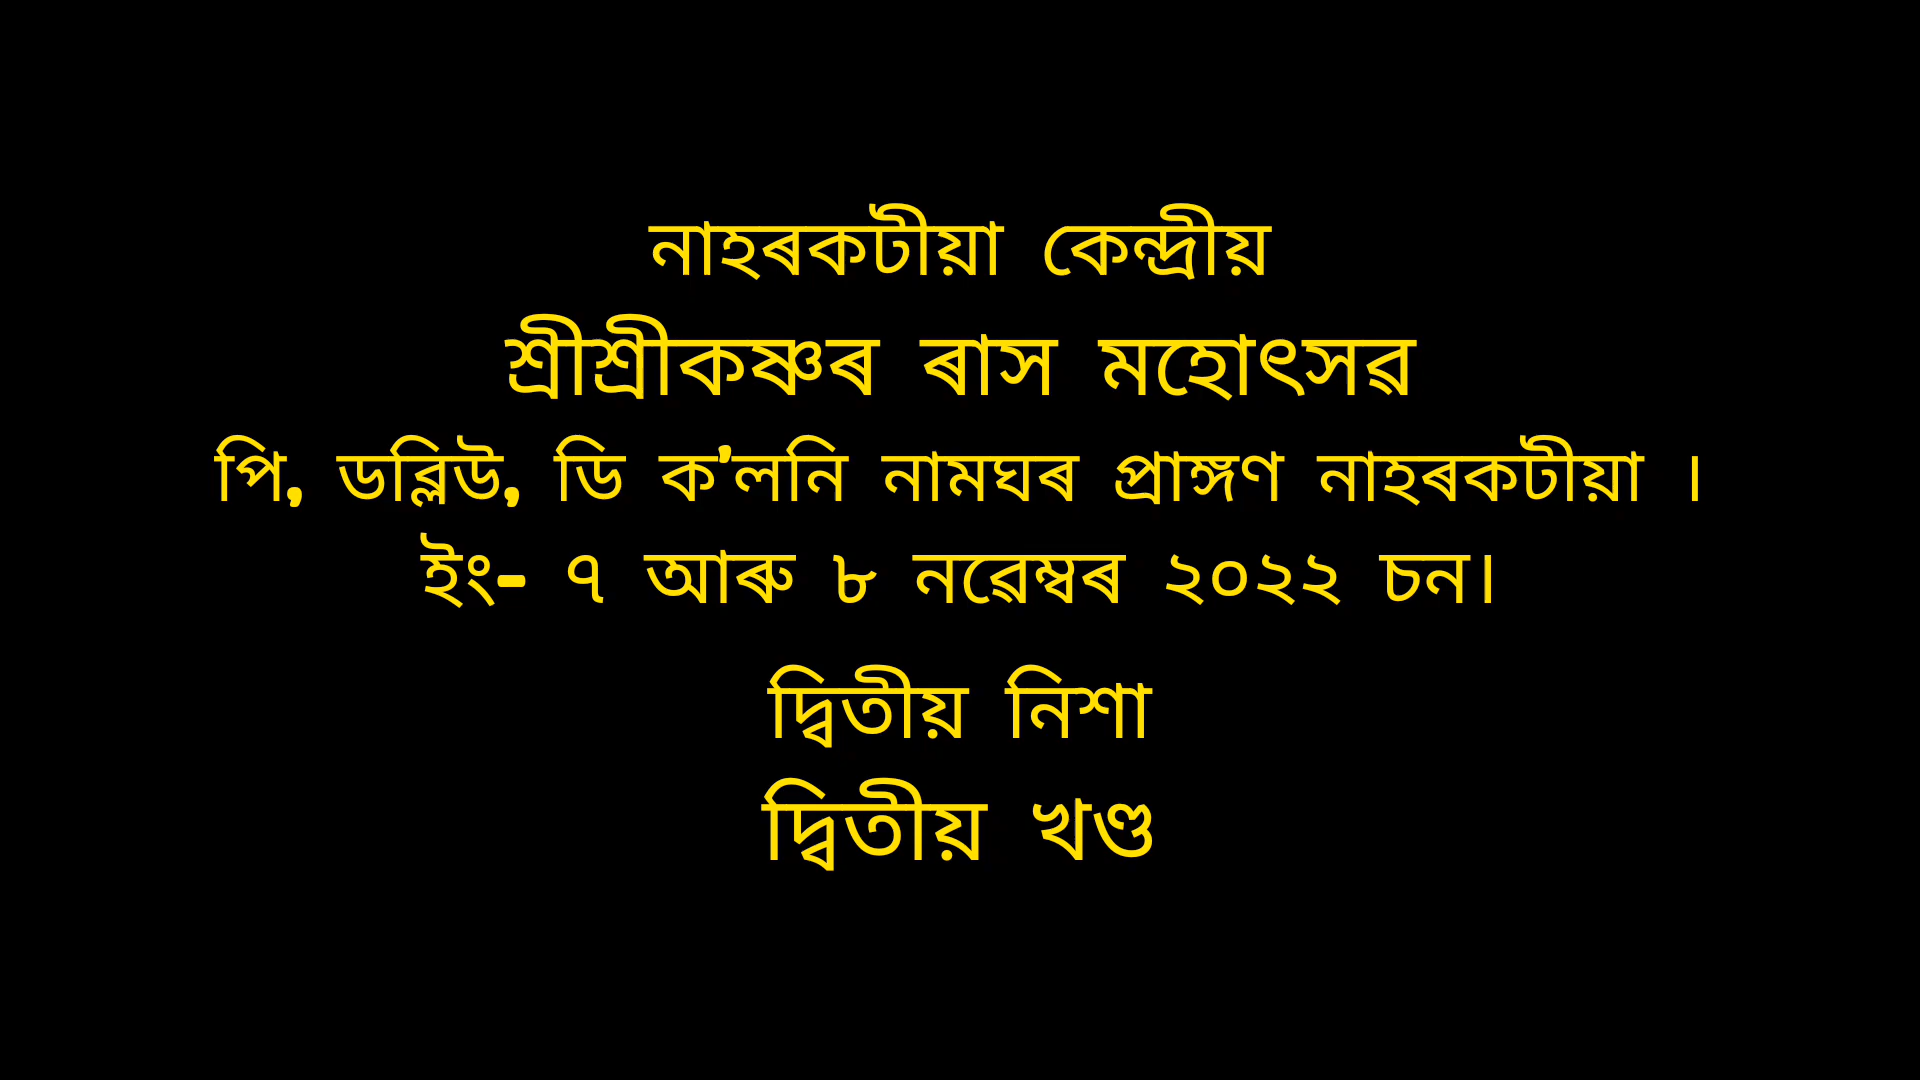 নাহৰকটীয়া কেন্দ্ৰীয়
শ্ৰীশ্ৰীকষ্ণৰ ৰাস মহোৎসৱ
পি, ডব্লিউ, ডি ক'লনি নামঘৰ প্ৰাঙ্গণ নাহৰকটীয়া ।
ইং- ৭ আৰু ৮ নৱেম্বৰ ২০২২ চন।
দ্বিতীয় নিশা
দ্বিতীয় খণ্ড